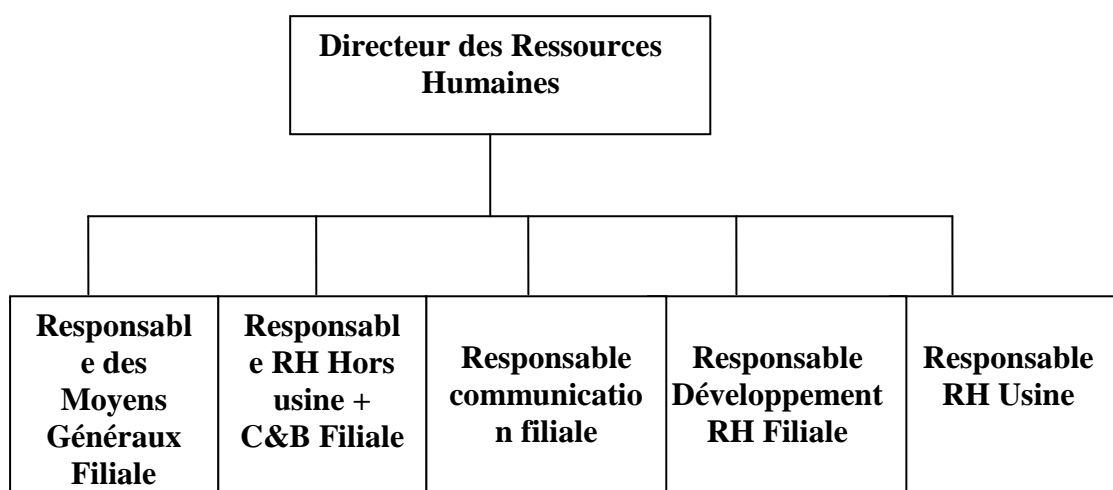 Directeur des Ressources
Humaines
Responsabl
e des
Moyens
Généraux
Filiale
Responsabl
e RH Hors
usine +
C&B Filiale
Responsable
communicatio
n filiale
Responsable
Développement
RH Filiale
Responsable
RH Usine